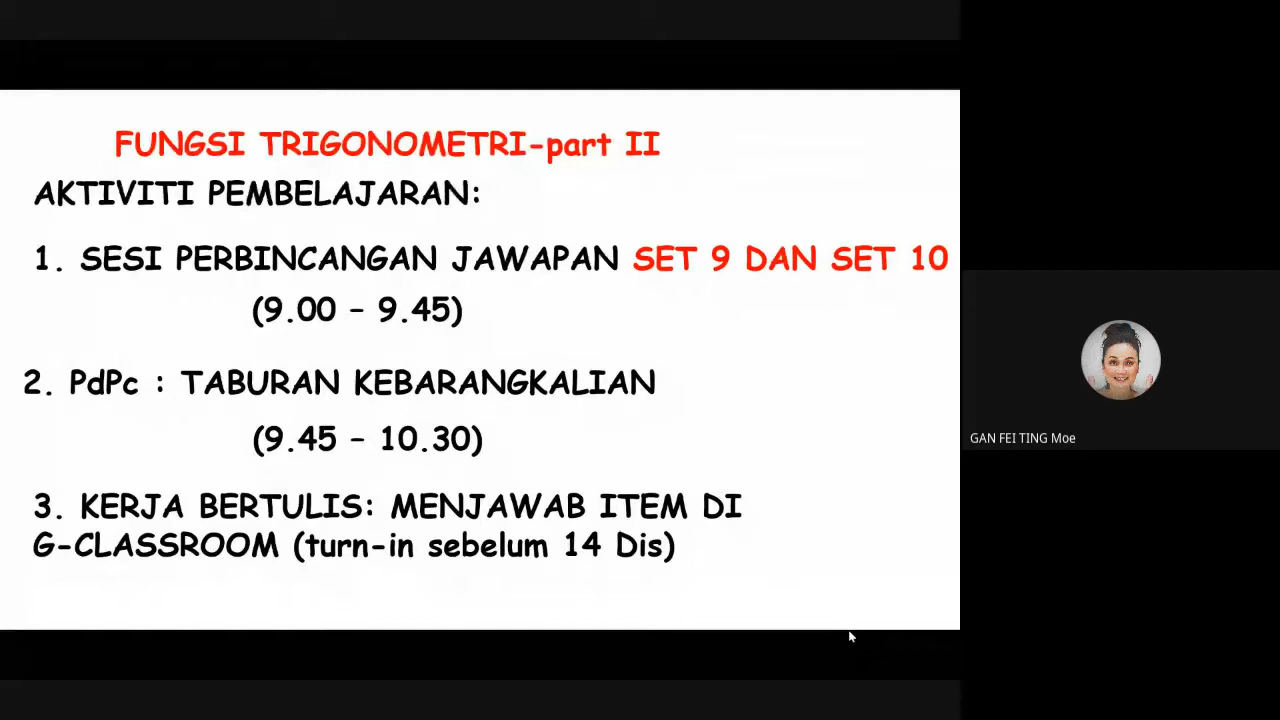 FUNGSI TRIGONOMETRI-part II
AKTIVITI PEMBELAJARAN:
1. SESI PERBINCANGAN JAWAPAN SET 9 DAN SET 10
(9.00 – 9.45)
2. PdPc : TABURAN KEBARANGKALIAN
(9.45 – 10.30)
3. KERJA BERTULIS: MENJAWAB ITEM DI
G-CLASSROOM (turn-in sebelum 14 Dis)
GAN FEI TING Moe